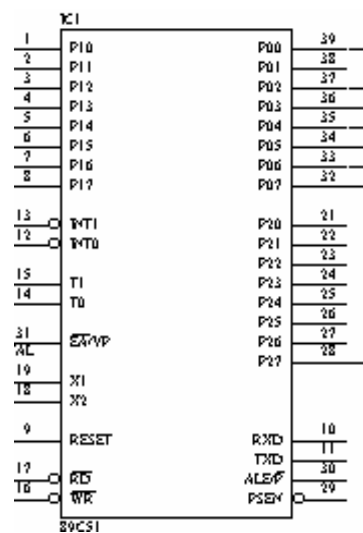 IC1
1 P10 P00 39
2 P11 P01 38
3 P12 P02 37
4 P13 P03 36
5 P14 P04 35
6 P15 P05 34
7 P16 P06 33
8 P17 P07 32
13 INT1 P20 21
12 INT0 P21 22
P22 23
15 T1 P23 24
14 T0 P24 25
P25 26
31 EA/VP P26 27
P27 28
19 X1
18 X2
9 RESET RXD 10
TXD 11
17 RD ALE/P 30
16 WR PSEN 29
89C51